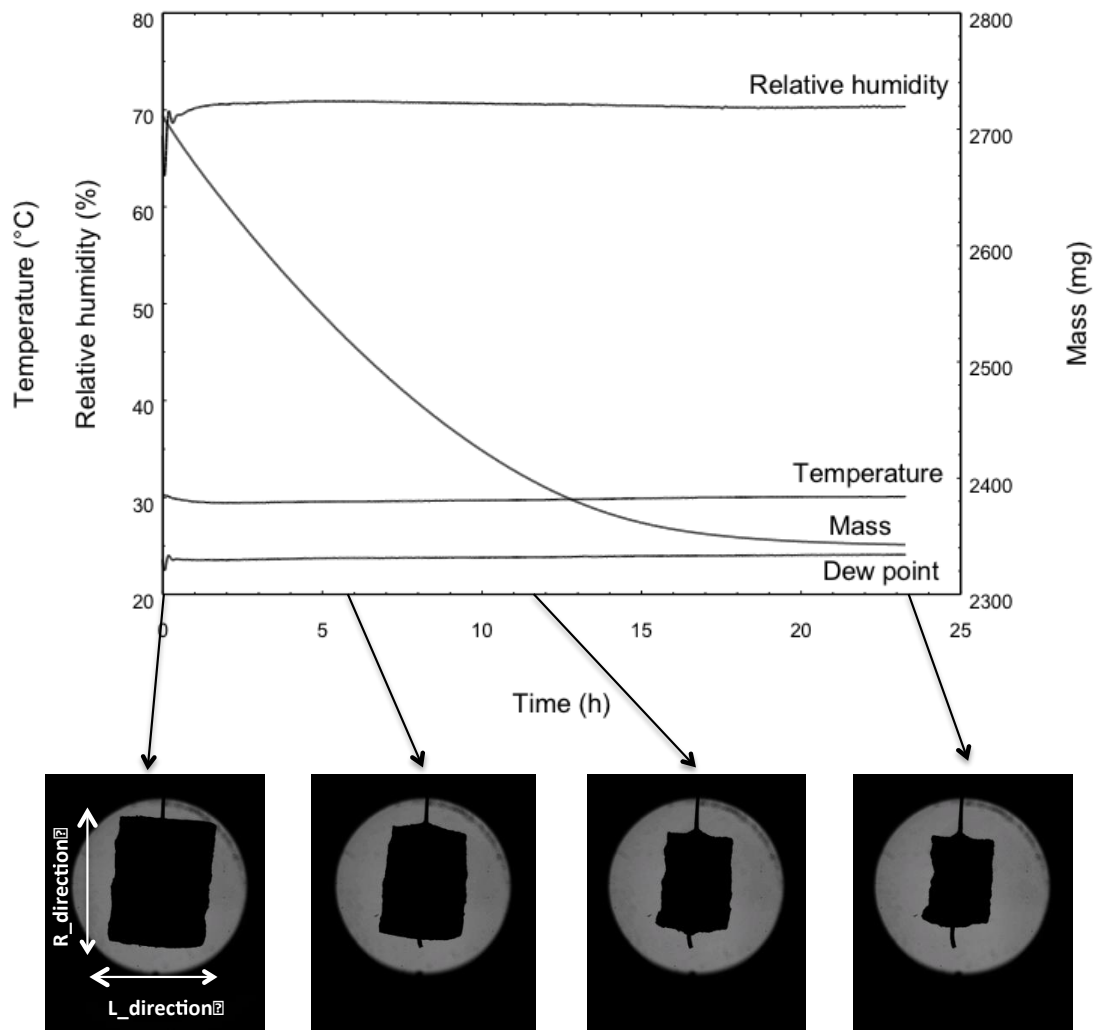 80
70
60
50
40
30
20
Temperature (°C)
Relative humidity (%)
2800
2700
2600
2500
2400
2300
Mass (mg)
Relative humidity
Temperature
Mass
Dew point
0
5
10
15
20
25
Time (h)
R_direction⍰
L_direction⍰